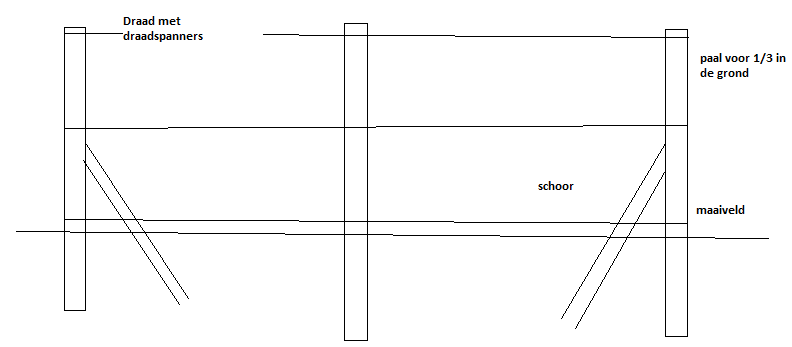 Draad met
draadspanners
paal voor 1/3 in
de grond
schoor
maaiveld